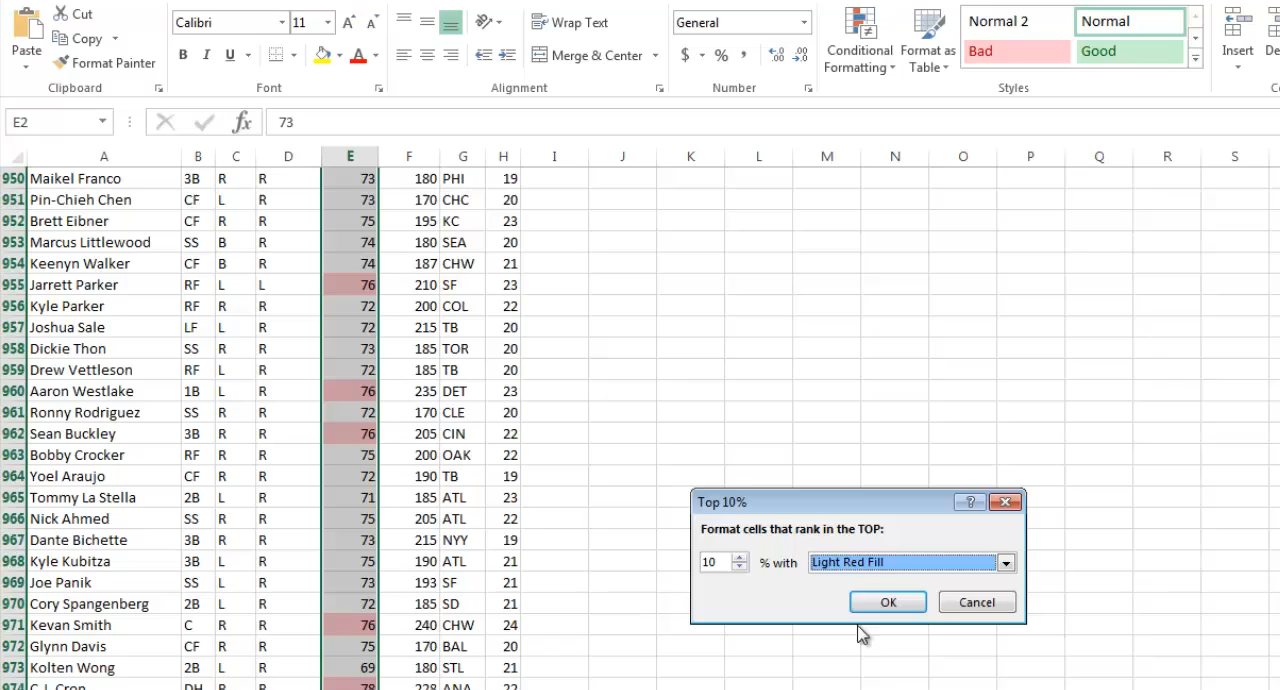 Cut
Copy
Format Painter
Paste
Clipboard
Calibri 11 A A
B I U A
Font
Wrap Text
Merge & Center
Alignment
General
$ % , .00 .00
Number
Conditional Formatting
Format as Table
Normal 2 Normal
Bad Good
Styles
Insert
E2 fx 73
A B C D E F G H I J K L M N O P Q R S
950 Maikel Franco 3B R R 73 180 PHI 19
951 Pin-Chieh Chen CF L R 73 170 CHC 20
952 Brett Eibner CF R R 75 195 KC 23
953 Marcus Littlewood SS B R 74 180 SEA 20
954 Keenyn Walker CF B R 74 187 CHW 21
955 Jarrett Parker RF L L 76 210 SF 23
956 Kyle Parker RF R R 72 200 COL 22
957 Joshua Sale LF L R 72 215 TB 20
958 Dickie Thon SS R R 73 185 TOR 20
959 Drew Vettleson RF L R 72 185 TB 20
960 Aaron Westlake 1B L R 76 235 DET 23
961 Ronny Rodriguez SS R R 72 170 CLE 20
962 Sean Buckley 3B R R 76 205 CIN 22
963 Bobby Crocker RF R R 75 200 OAK 22
964 Yoel Araujo CF R R 72 190 TB 19
965 Tommy La Stella 2B L R 71 185 ATL 23
966 Nick Ahmed SS R R 75 205 ATL 22
967 Dante Bichette 3B R R 73 215 NYY 19
968 Kyle Kubitza 3B L R 75 190 ATL 21
969 Joe Panik SS L R 73 193 SF 21
970 Cory Spangenberg 2B L R 72 185 SD 21
971 Kevan Smith C R R 76 240 CHW 24
972 Glynn Davis CF R R 75 170 BAL 20
973 Kolten Wong 2B L R 69 180 STL 21
974 C.J. Cron DH R R 78 228 ANA 22
Top 10%
Format cells that rank in the TOP:
10 % with Light Red Fill
OK Cancel